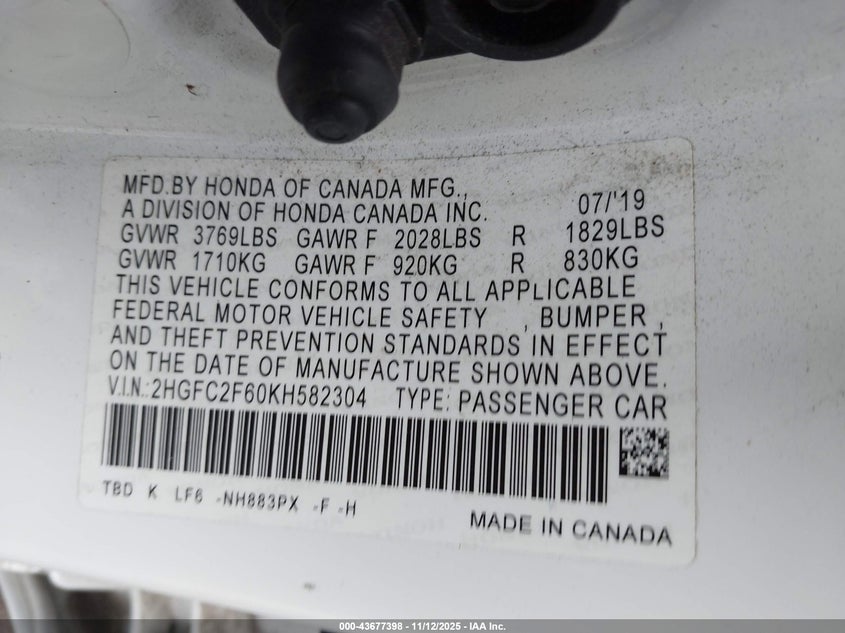 MFD.BY HONDA OF CANADA MFG.,
A DIVISION OF HONDA CANADA INC. 07/'19
GVWR 3769LBS GAWR F 2028LBS R 1829LBS
GVWR 1710KG GAWR F 920KG R 830KG
THIS VEHICLE CONFORMS TO ALL APPLICABLE
FEDERAL MOTOR VEHICLE SAFETY , BUMPER ,
AND THEFT PREVENTION STANDARDS IN EFFECT
ON THE DATE OF MANUFACTURE SHOWN ABOVE.
V.I.N.:2HGFC2F60KH582304 TYPE: PASSENGER CAR
TBD K LF6 -NH883PX -F -H
MADE IN CANADA
000-43677398 - 11/12/2025 - IAA Inc.